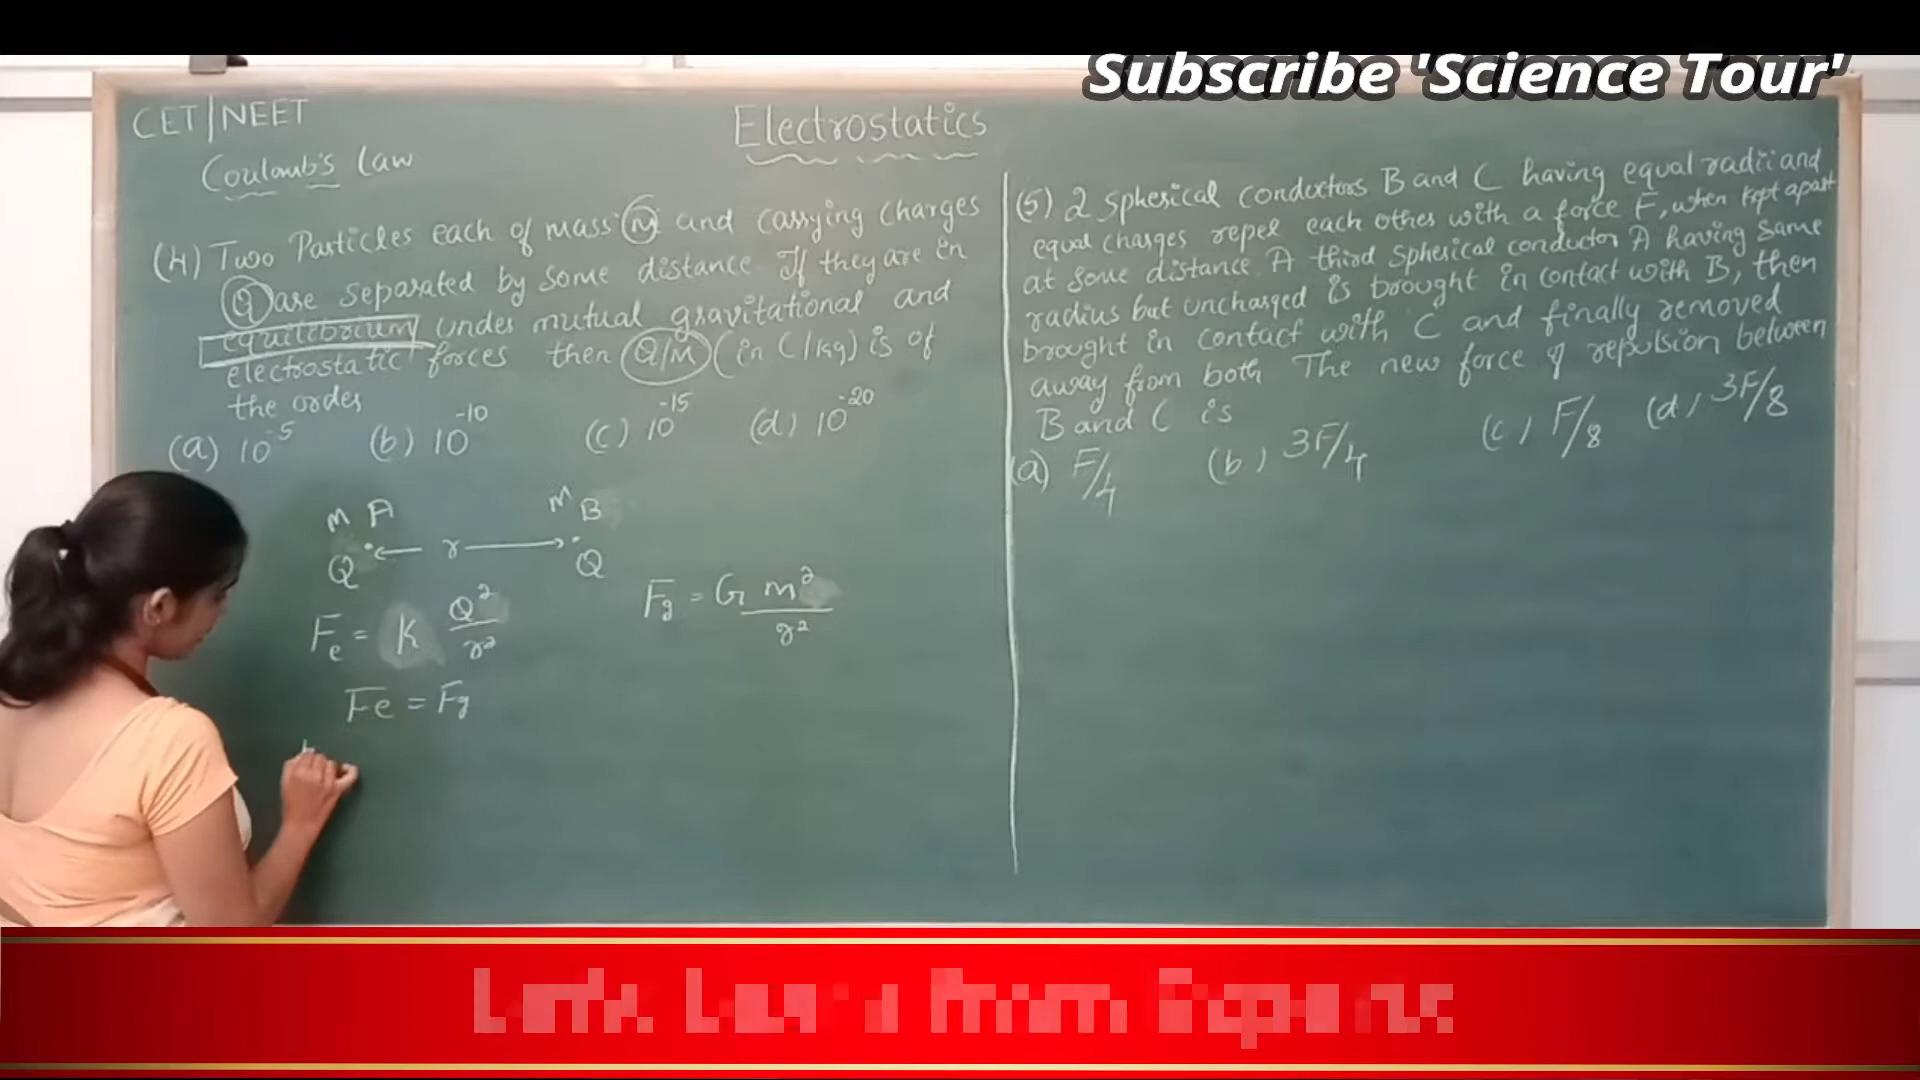 Subscribe 'Science Tour'
CET/NEET
Electrostatics
Coulomb's Law
(4) Two Particles each of mass M and carrying charges
Q are separated by some distance. If they are in
equilibrium under mutual gravitational and
electrostatic forces then Q/M (in C/Kg) is of
the order
(a) 10^-5 (b) 10^-10 (c) 10^-15 (d) 10^-20
M A M B
r
Q Q
Fe = K Q²/r² Fg = G m²/r²
Fe = Fg
(5) 2 Spherical conductors B and C having equal radii and
equal charges repel each other with a force F, when kept apart
at some distance A third Spherical conductor A having same
radius but uncharged is brought in contact with B, then
brought in contact with C and finally removed
away from both The new force of repulsion between
B and C is
(a) F/4 (b) 3F/4 (c) F/8 (d) 3F/8